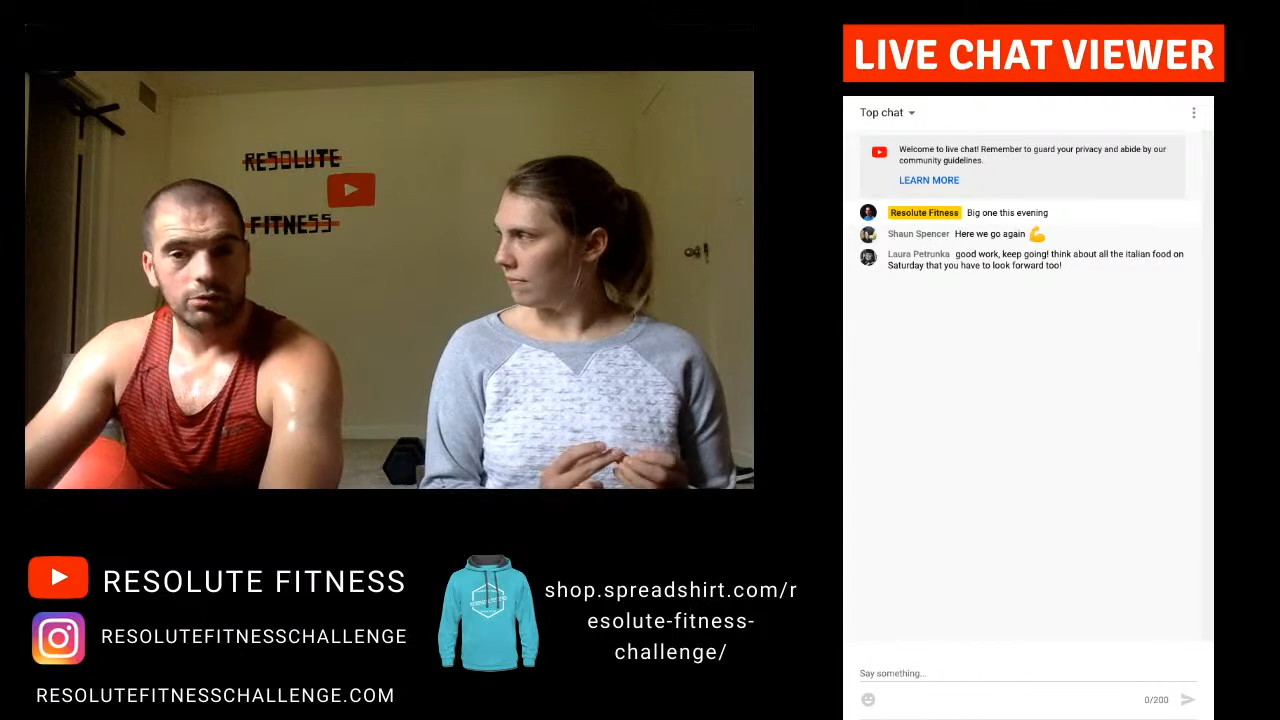 RESOLUTE
FITNESS
RESOLUTE FITNESS
RESOLUTEFITNESSCHALLENGE
RESOLUTEFITNESSCHALLENGE.COM
shop.spreadshirt.com/r
esolute-fitness-
challenge/
LIVE CHAT VIEWER
Top chat
Welcome to live chat! Remember to guard your privacy and abide by our
community guidelines.
LEARN MORE
Resolute Fitness Big one this evening
Shaun Spencer Here we go again 💪
Laura Petrunka good work, keep going! think about all the italian food on
Saturday that you have to look forward too!
Say something...
0/200